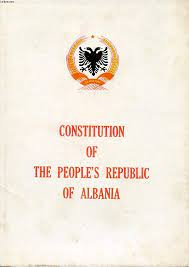 CONSTITUTION
OF
THE PEOPLE'S REPUBLIC
OF ALBANIA